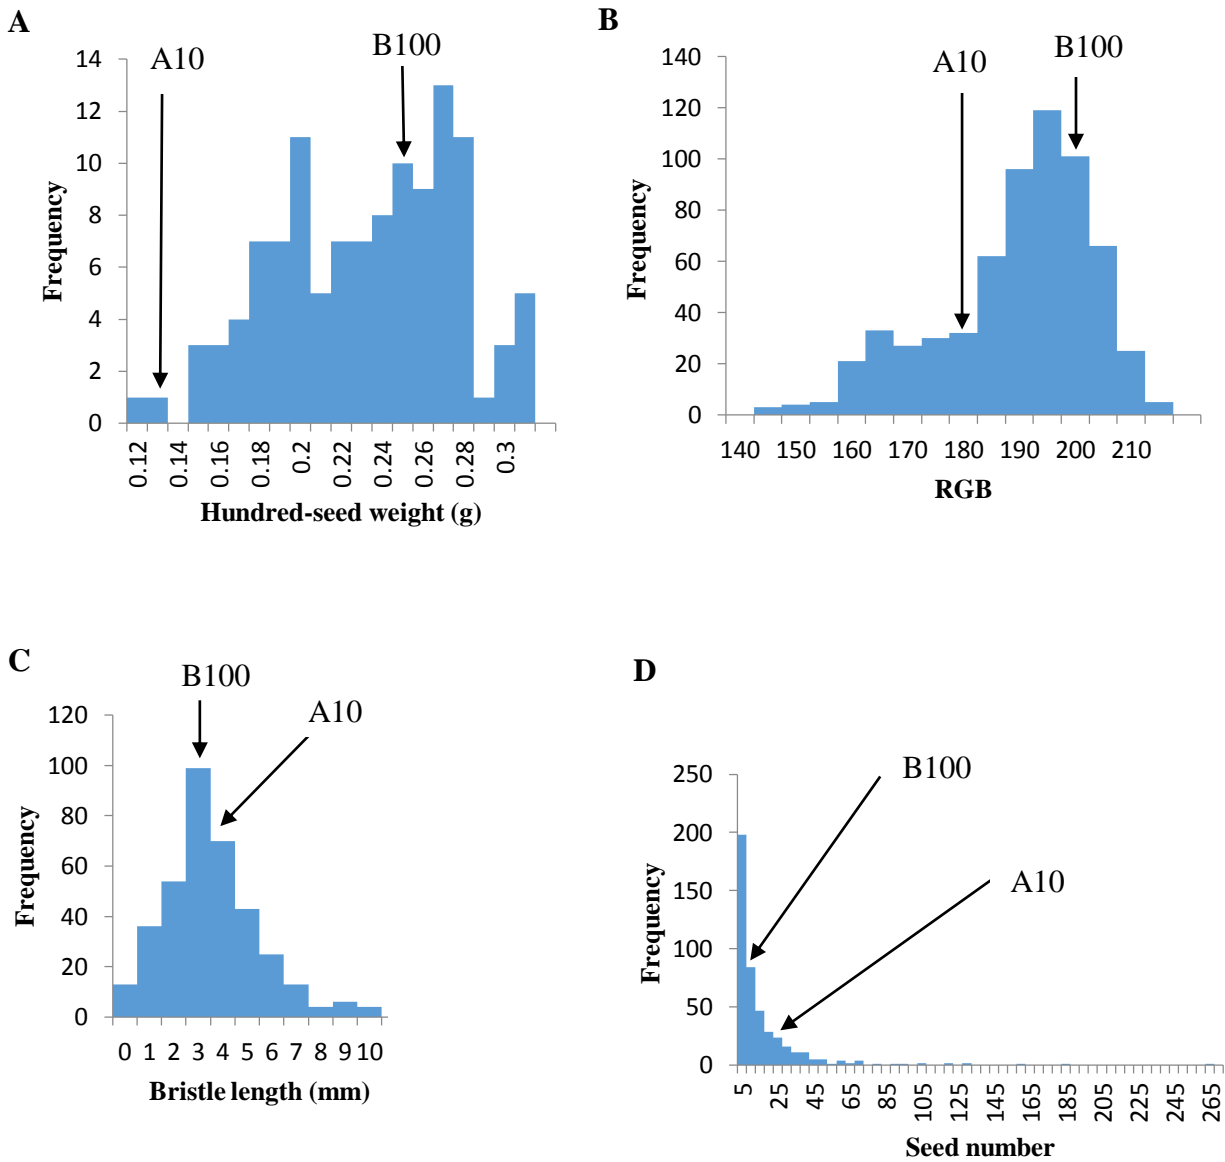 A
A10
B100
14
12
10
8
6
4
2
0
Frequency
0.12 0.14 0.16 0.18 0.2 0.22 0.24 0.26 0.28 0.3
Hundred-seed weight (g)
B
A10
B100
140
120
100
80
60
40
20
0
Frequency
140 150 160 170 180 190 200 210
RGB
C
B100
A10
120
100
80
60
40
20
0
Frequency
0 1 2 3 4 5 6 7 8 9 10
Bristle length (mm)
D
B100
A10
250
200
150
100
50
0
Frequency
5 25 45 65 85 105 125 145 165 185 205 225 245 265
Seed number